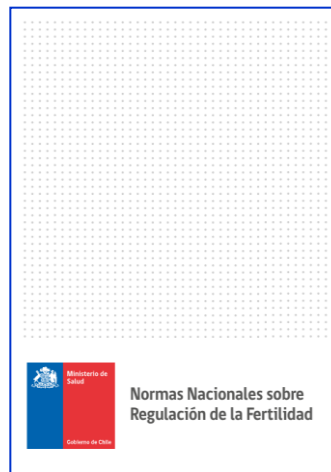 Ministerio de
Salud
Gobierno de Chile
Normas Nacionales sobre
Regulación de la Fertilidad